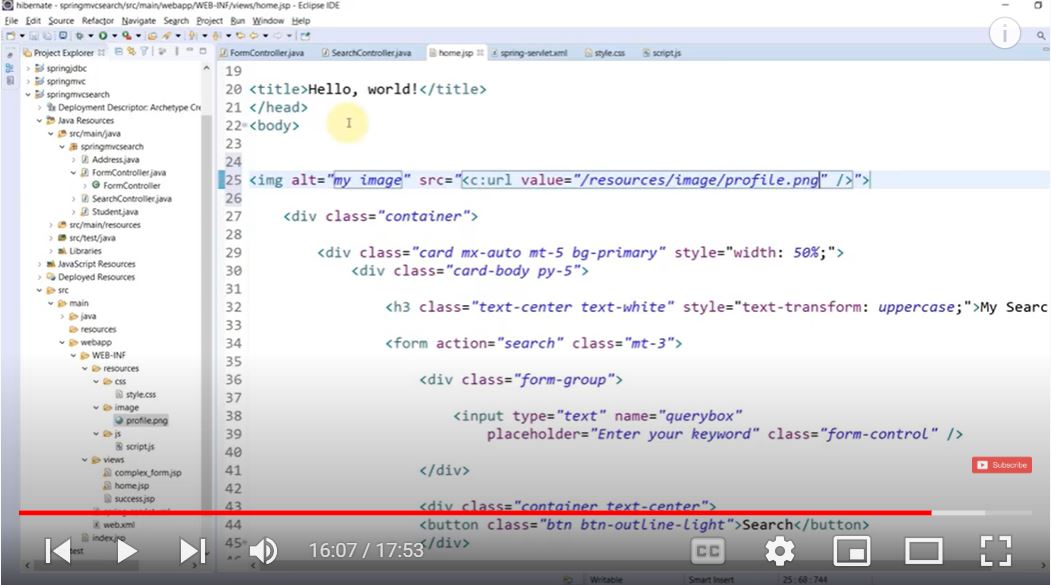 hibernate - springmvcsearch/src/main/webapp/WEB-INF/views/home.jsp - Eclipse IDE
File Edit Source Refactor Navigate Search Project Run Window Help
Project Explorer
FormController.java SearchController.java home.jsp spring-servlet.xml style.css script.js
springjdbc
springmvc
springmvcsearch
Deployment Descriptor: Archetype Cre
Java Resources
src/main/java
springmvcsearch
Address.java
FormController.java
FormController
SearchController.java
Student.java
src/main/resources
src/test/java
Libraries
JavaScript Resources
Deployed Resources
src
main
java
resources
webapp
WEB-INF
resources
css
style.css
image
profile.png
js
script.js
views
complex_form.jsp
home.jsp
success.jsp
web.xml
index.jsp
test
19
20 <title>Hello, world!</title>
21 </head>
22 <body>
23
24
25 <img alt="my image" src="<c:url value="/resources/image/profile.png" />">
26
27 <div class="container">
28
29 <div class="card mx-auto mt-5 bg-primary" style="width: 50%;">
30 <div class="card-body py-5">
31
32 <h3 class="text-center text-white" style="text-transform: uppercase;">My Searc
33
34 <form action="search" class="mt-3">
35
36 <div class="form-group">
37
38 <input type="text" name="querybox"
39 placeholder="Enter your keyword" class="form-control" />
40
41 </div>
42
43 <div class="container text-center">
44 <button class="btn btn-outline-light">Search</button>
45 </div>
Subscribe
16:07 / 17:53
CC
Writable Smart Insert 25 : 68 : 744